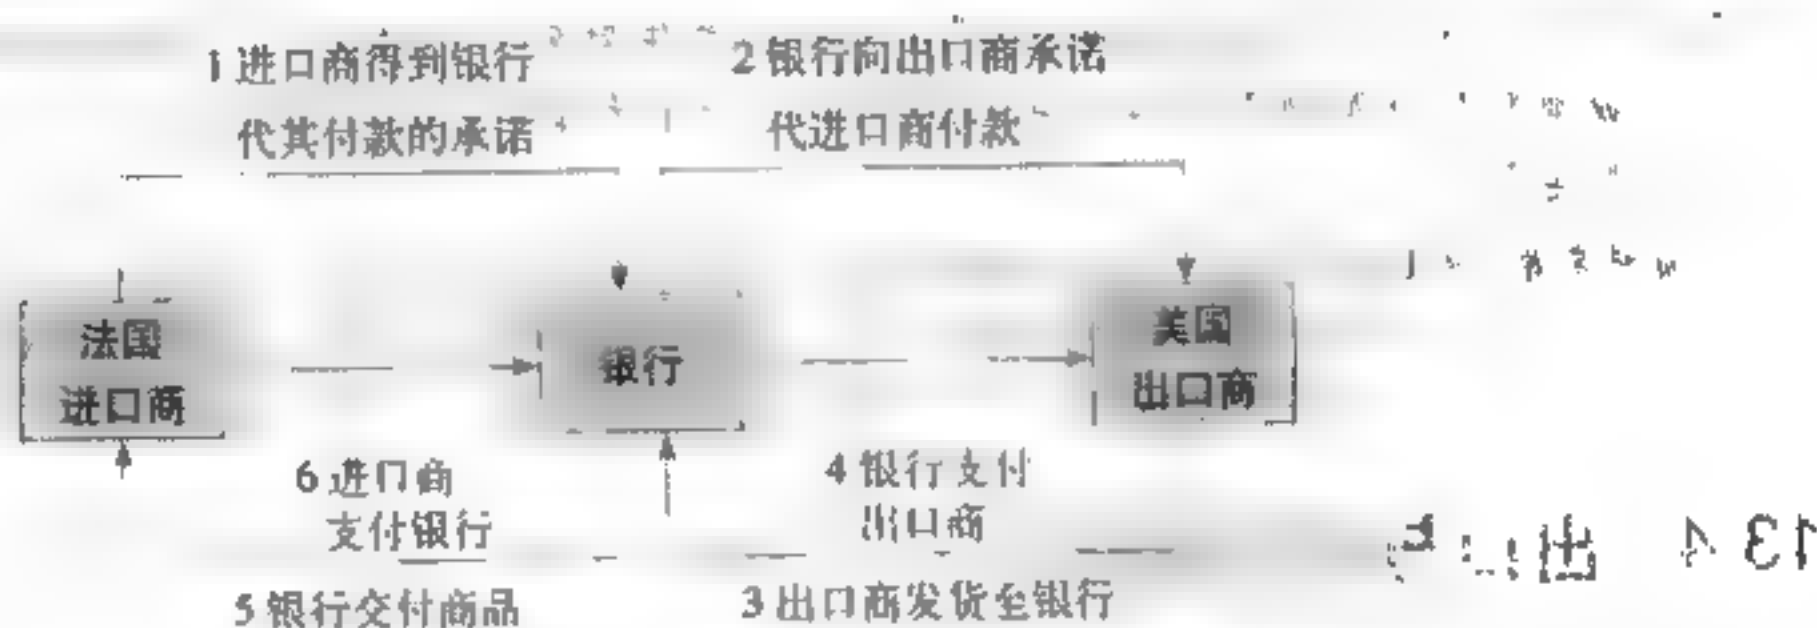 1 进口商得到银行
代其付款的承诺
2 银行向出口商承诺
代进口商付款
法国
进口商
银行
美国
出口商
6 进口商
支付银行
4 银行支付
出口商
5 银行交付商品
3 出口商发货至银行